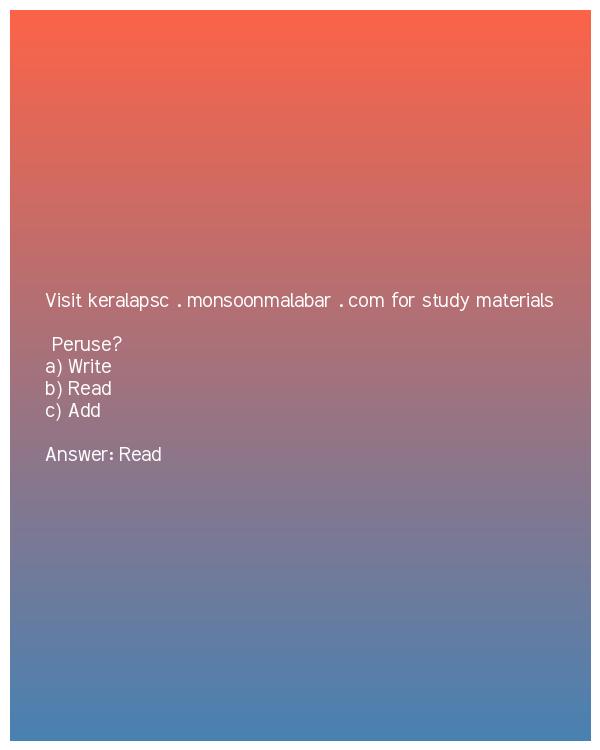 Visit keralapsc . monsoonmalabar . com for study materials
Peruse?
a) Write
b) Read
c) Add
Answer: Read